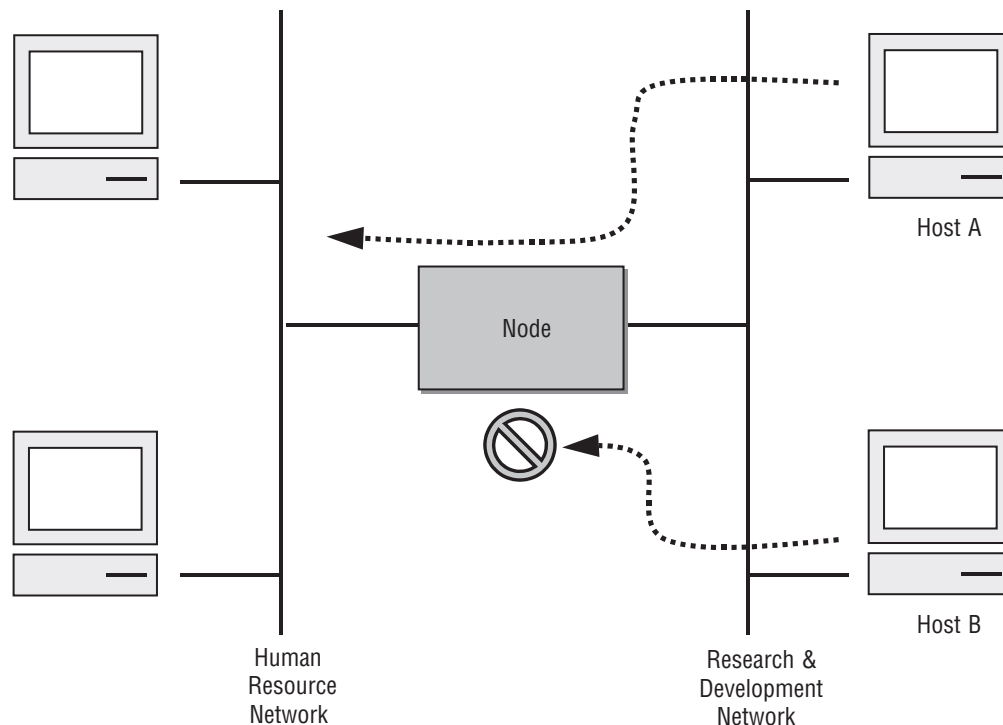 Host A
Node
Host B
Human
Resource
Network
Research &
Development
Network